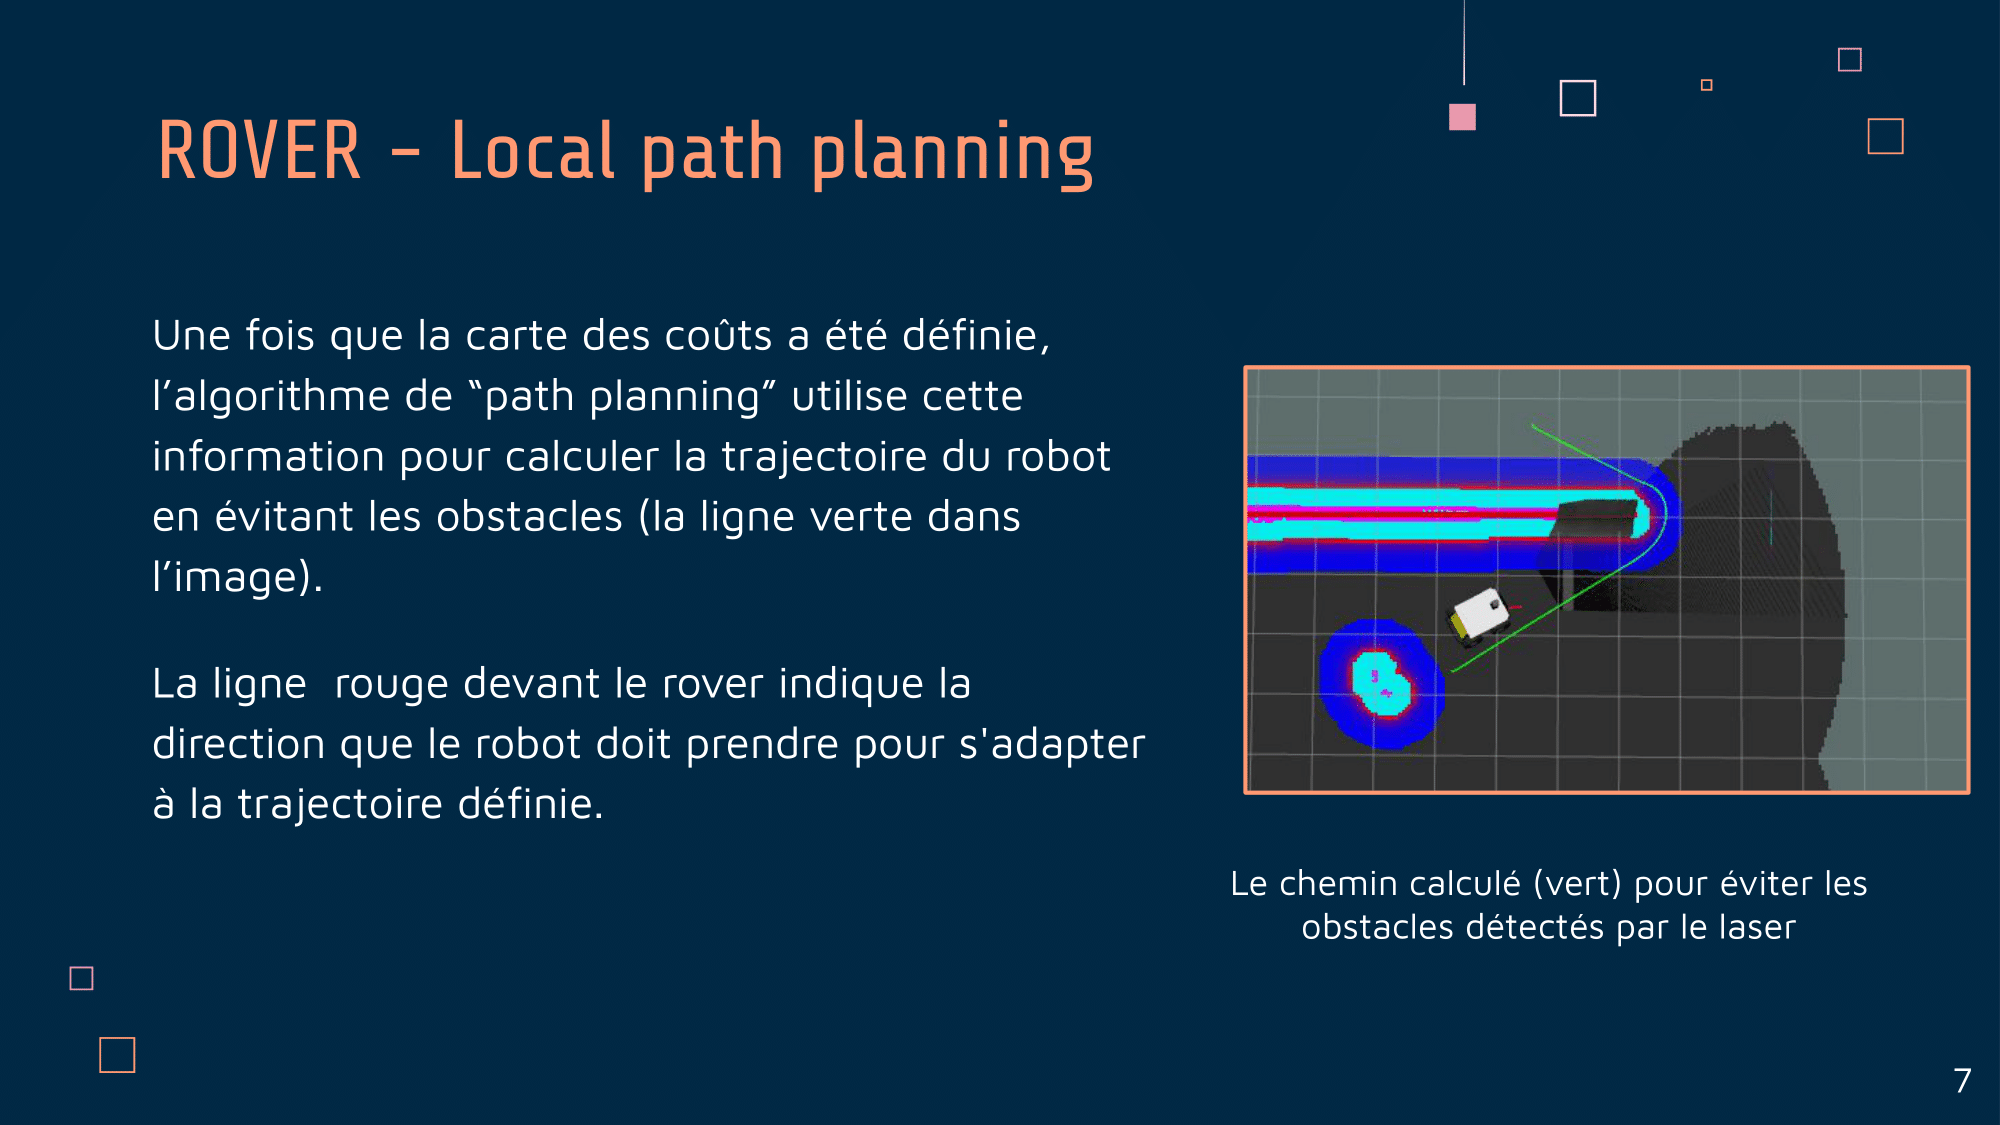 ROVER - Local path planning
Une fois que la carte des coûts a été définie,
l’algorithme de “path planning” utilise cette
information pour calculer la trajectoire du robot
en évitant les obstacles (la ligne verte dans
l’image).
La ligne  rouge devant le rover indique la
direction que le robot doit prendre pour s'adapter
à la trajectoire définie.
Le chemin calculé (vert) pour éviter les
obstacles détectés par le laser
7